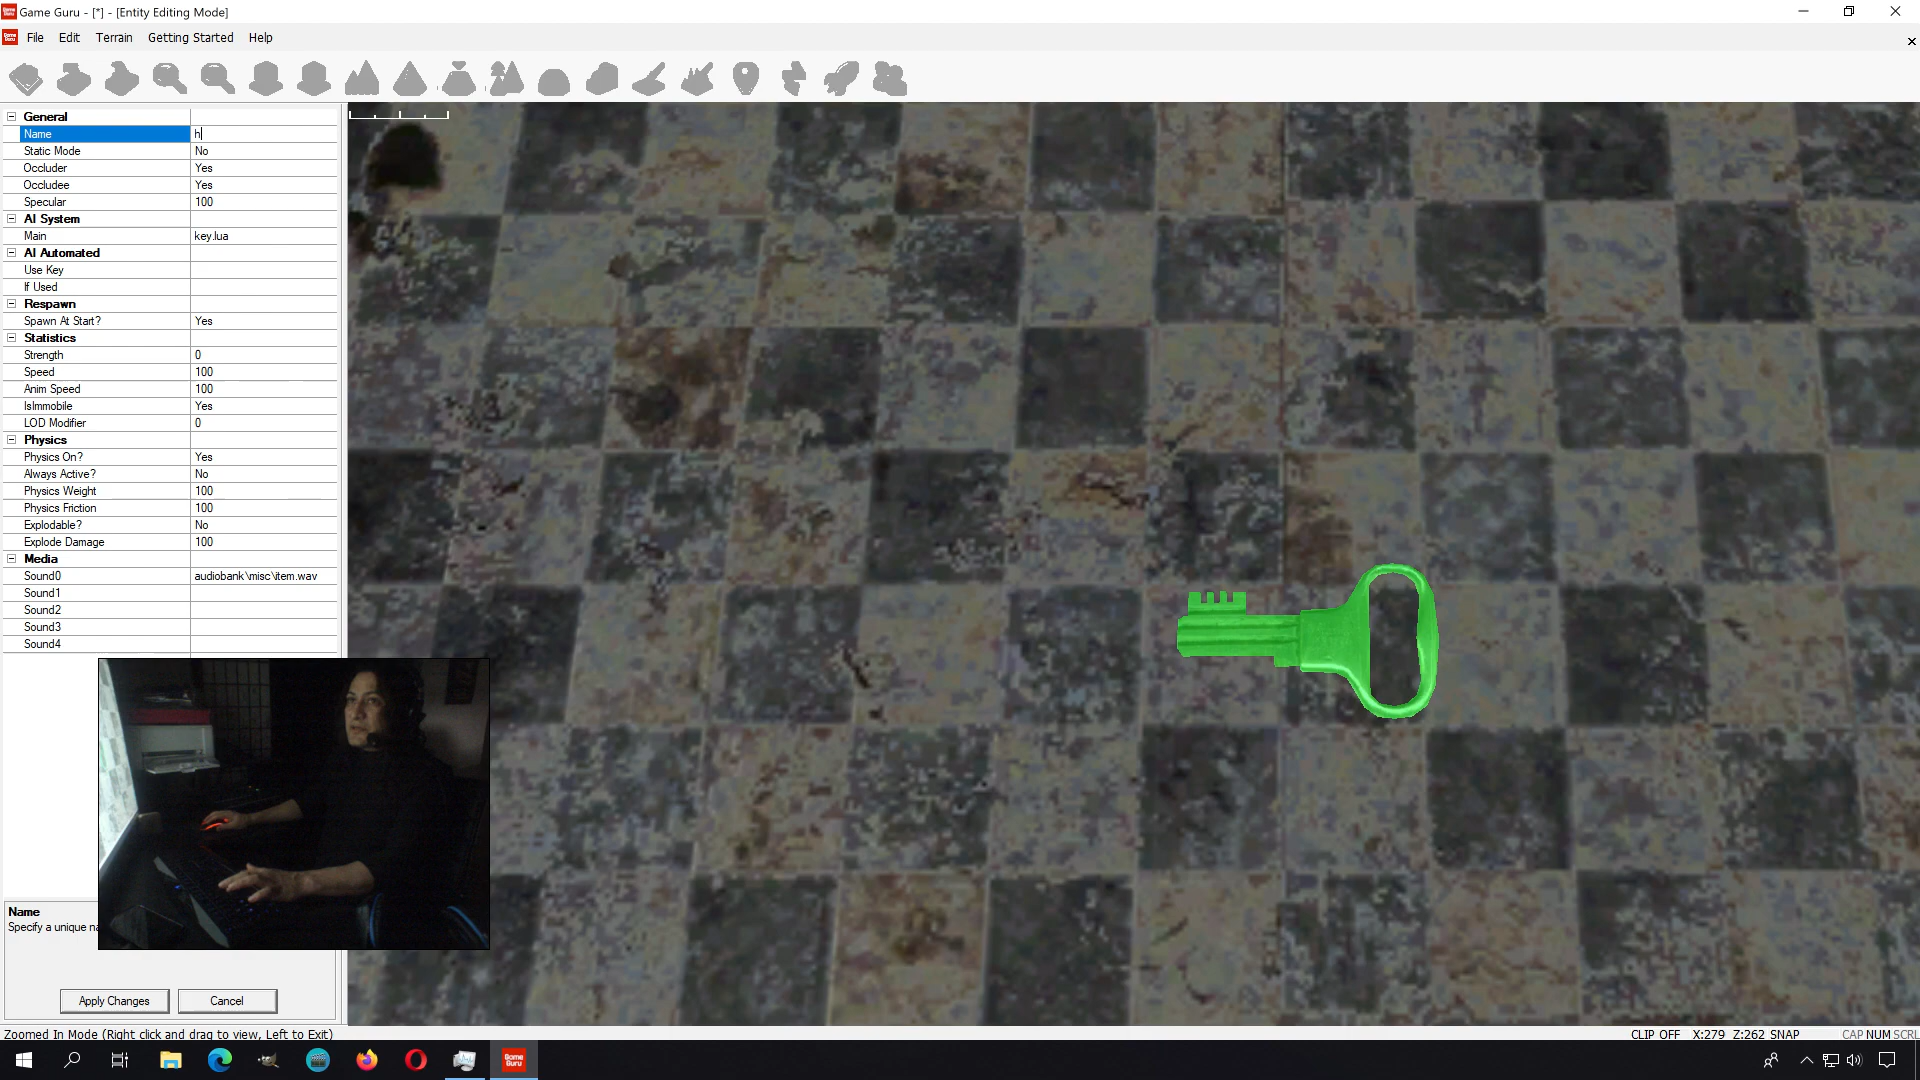 Game Guru - [*] - [Entity Editing Mode]
File Edit Terrain Getting Started Help
General
Name h
Static Mode No
Occluder Yes
Occludee Yes
Specular 100
AI System
Main key.lua
AI Automated
Use Key
If Used
Respawn
Spawn At Start? Yes
Statistics
Strength 0
Speed 100
Anim Speed 100
IsImmobile Yes
LOD Modifier 0
Physics
Physics On? Yes
Always Active? No
Physics Weight 100
Physics Friction 100
Explodable? No
Explode Damage 100
Media
Sound0 audiobank\misc\item.wav
Sound1
Sound2
Sound3
Sound4
Name
Specify a unique na
Apply Changes Cancel
Zoomed In Mode (Right click and drag to view, Left to Exit) CLIP OFF X:279 Z:262 SNAP CAP NUM SCRL
Game Guru